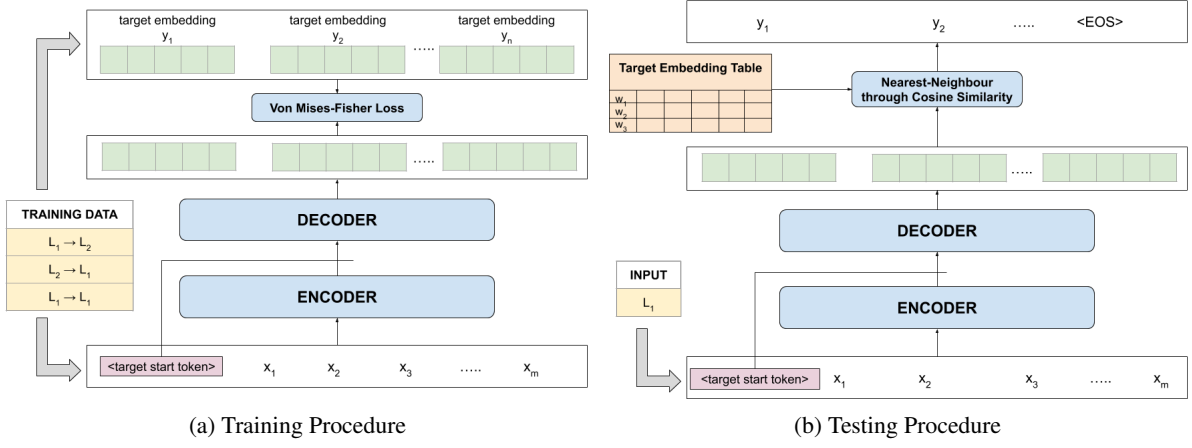 target embedding target embedding target embedding
y1 y2 yn
.....
Von Mises-Fisher Loss
.....
DECODER
TRAINING DATA
L1 → L2
L2 → L1
L1 → L1
ENCODER
<target start token> x1 x2 x3 ..... xm
(a) Training Procedure
y1 y2 ..... <EOS>
Target Embedding Table
w1
w2
w3
Nearest-Neighbour
through Cosine Similarity
.....
DECODER
INPUT
L1
ENCODER
<target start token> x1 x2 x3 ..... xm
(b) Testing Procedure